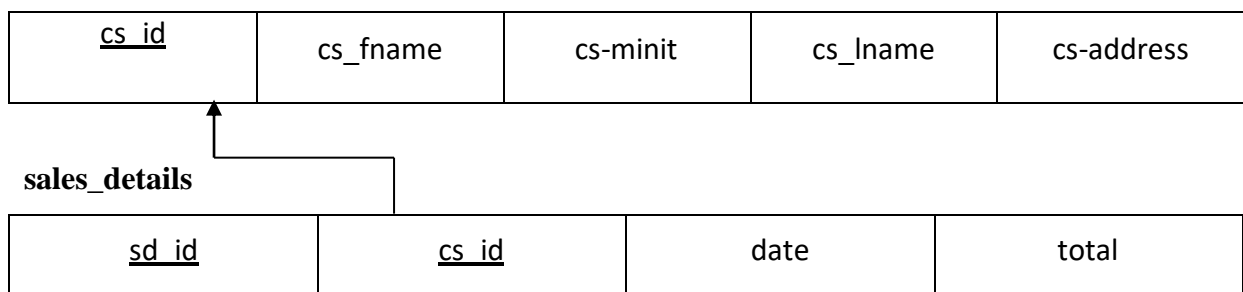 cs_id cs_fname cs-minit cs_lname cs-address
sales_details
sd_id cs_id date total